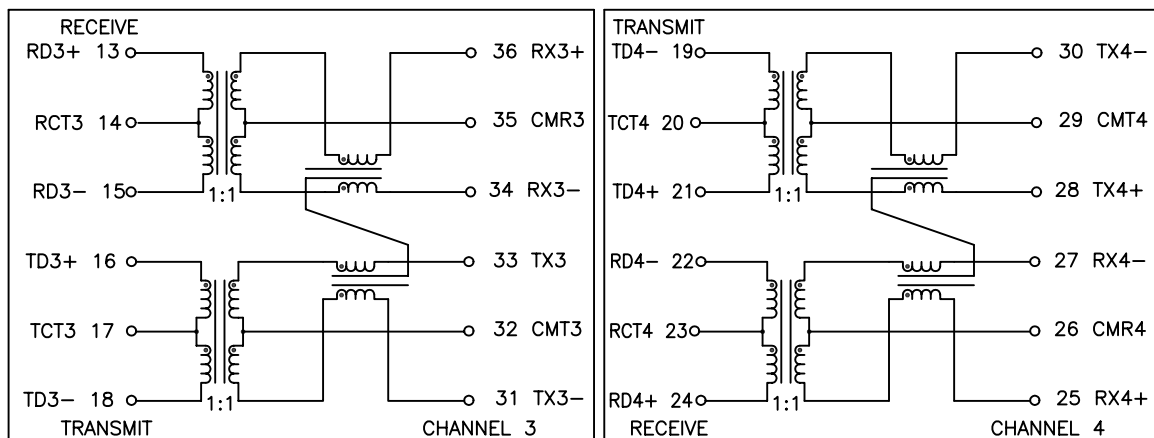 RECEIVE
RD3+ 13
36 RX3+
RCT3 14
35 CMR3
RD3- 15
1:1
34 RX3-
TD3+ 16
33 TX3
TCT3 17
32 CMT3
TD3- 18
1:1
31 TX3-
TRANSMIT
CHANNEL 3
TRANSMIT
TD4- 19
30 TX4-
TCT4 20
29 CMT4
TD4+ 21
1:1
28 TX4+
RD4- 22
27 RX4-
RCT4 23
26 CMR4
RD4+ 24
1:1
25 RX4+
RECEIVE
CHANNEL 4